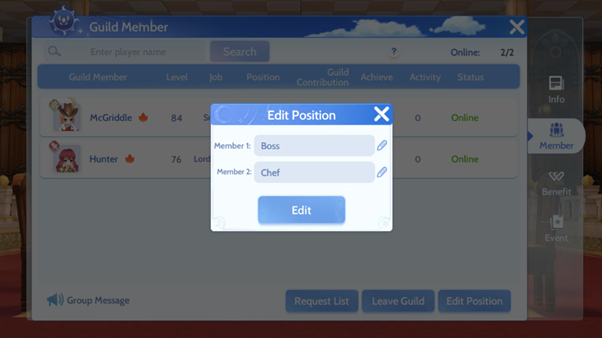 Guild Member
Enter player name
Search
?
Online: 2/2
Guild Member Level Job Position Guild Contribution Achieve Activity Status
McGriddle 84 0 Online
Hunter 76 Lord 0 Online
Edit Position
Member 1: Boss
Member 2: Chef
Edit
Group Message
Request List
Leave Guild
Edit Position
Info
Member
Benefit
Event